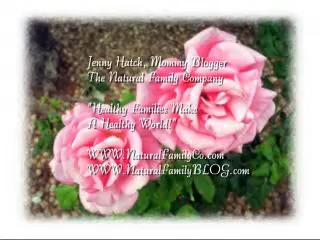 Jenny Hatch, Mommy Blogger
The Natural Family Company
"Healthy Families Make
A Healthy World!"
WWW.NaturalFamilyCo.com
WWW.NaturalFamilyBLOG.com